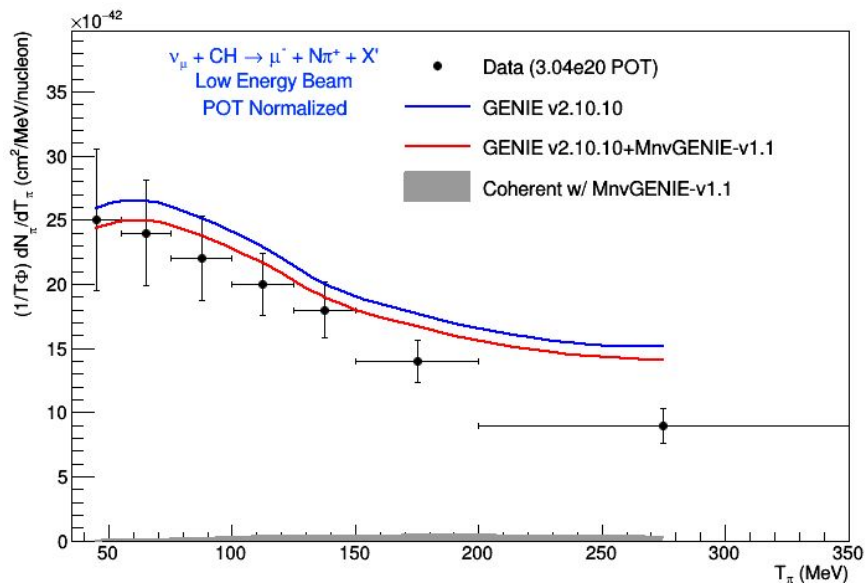 ×10⁻⁴²
ν_μ + CH → μ⁻ + Nπ⁺ + X'
Low Energy Beam
POT Normalized
Data (3.04e20 POT)
GENIE v2.10.10
GENIE v2.10.10+MnvGENIE-v1.1
Coherent w/ MnvGENIE-v1.1
(1/TΦ) dN_π/dT_π (cm²/MeV/nucleon)
35
30
25
20
15
10
5
0
50 100 150 200 250 300 350
T_π (MeV)